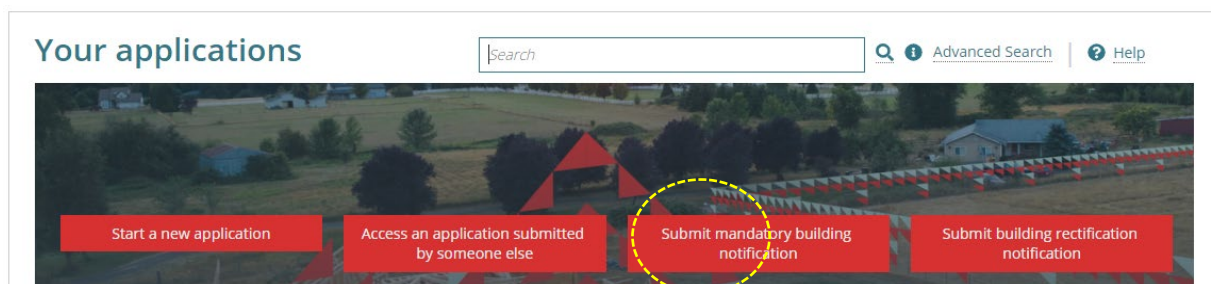 Your applications
Search
Advanced Search
Help
Start a new application
Access an application submitted
by someone else
Submit mandatory building
notification
Submit building rectification
notification